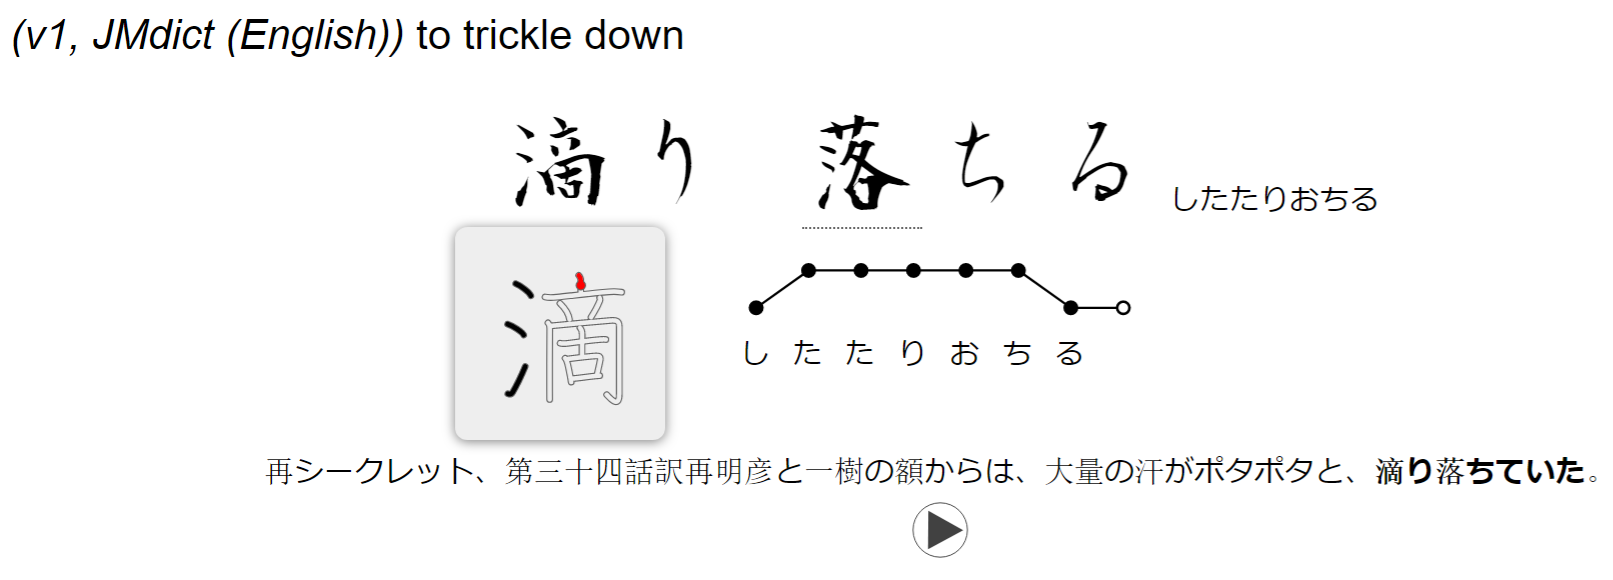 (v1, JMdict (English)) to trickle down
滴り落ちる したたりおちる
滴
したたりおちる
再シークレット、第三十四話訳再明彦と一樹の額からは、大量の汗がポタポタと、滴り落ちていた。